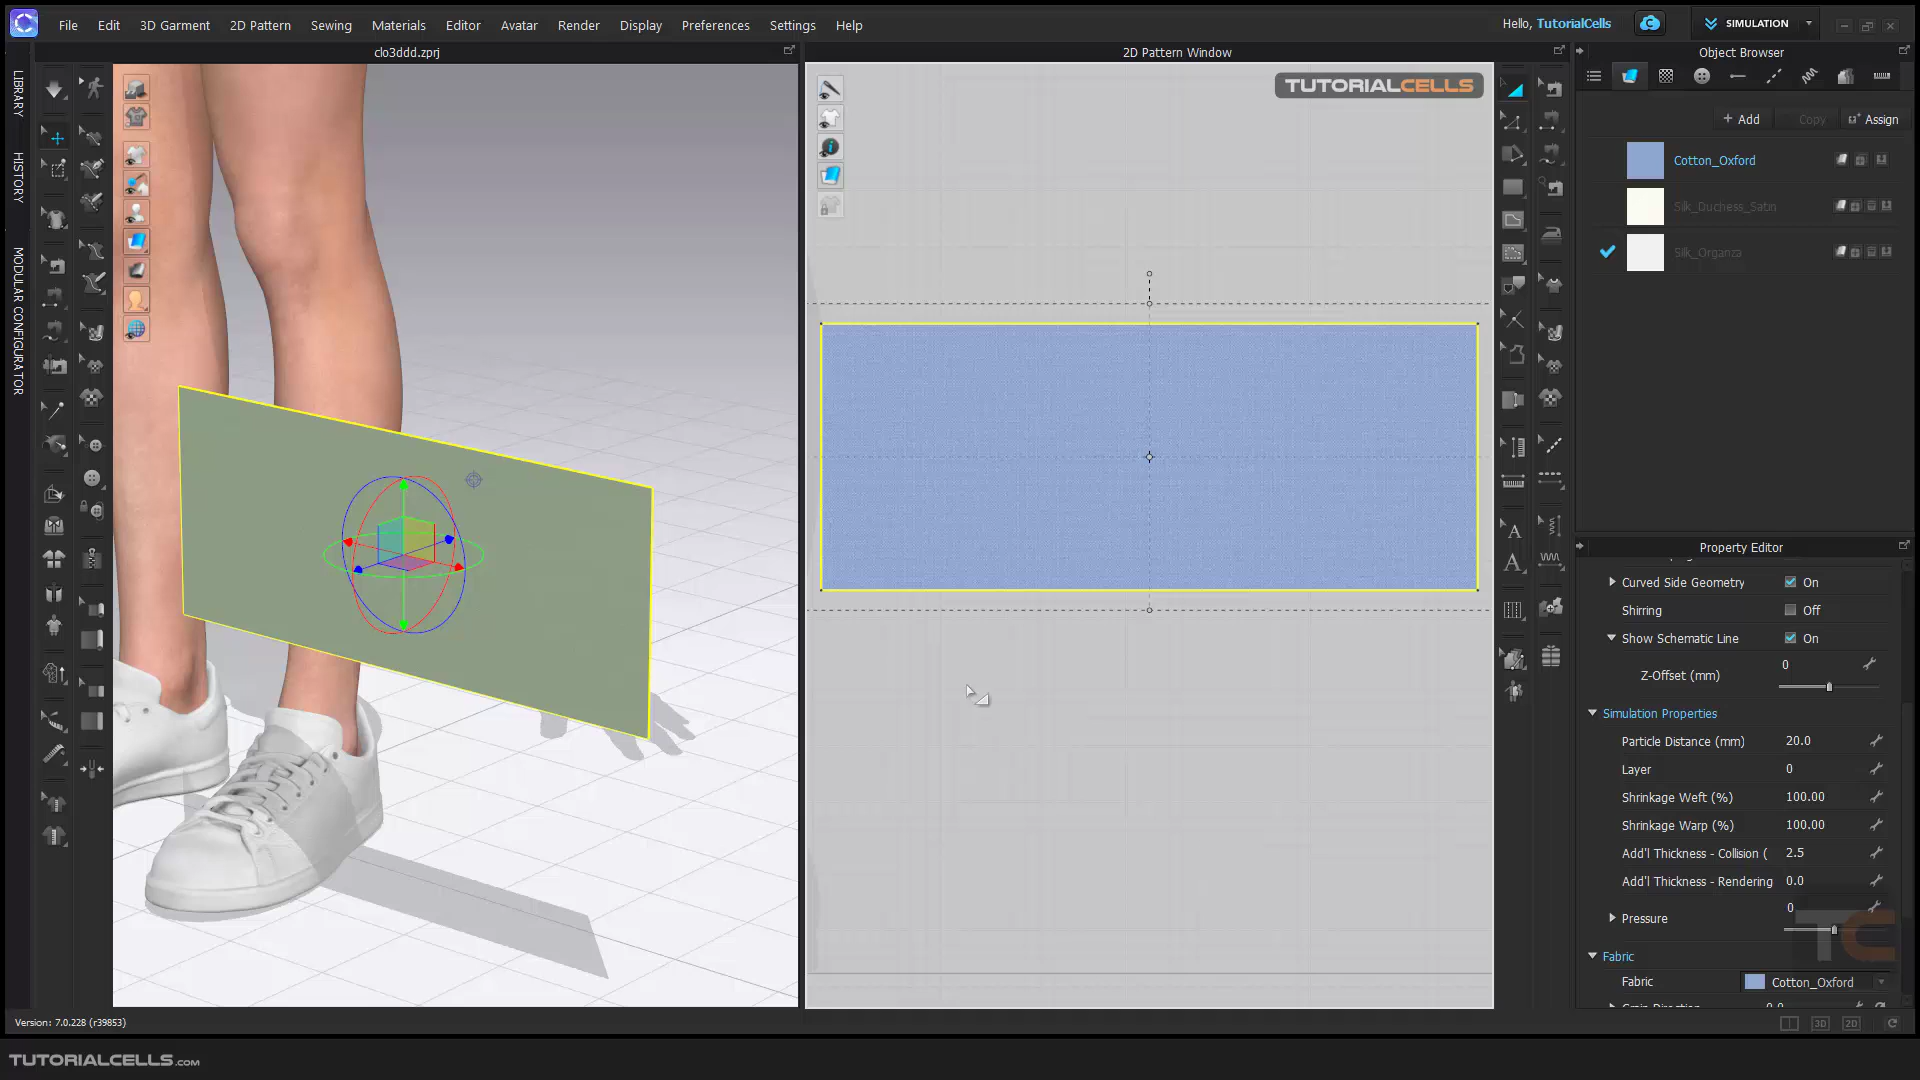 File Edit 3D Garment 2D Pattern Sewing Materials Editor Avatar Render Display Preferences Settings Help
Hello, TutorialCells
SIMULATION
clo3ddd.zprj
2D Pattern Window
Object Browser
LIBRARY
HISTORY
MODULAR CONFIGURATOR
TUTORIALCELLS
+ Add
Copy
Assign
Cotton_Oxford
Silk_Duchess_Satin
Silk_Organza
Property Editor
Curved Side Geometry On
Shirring Off
Show Schematic Line On
Z-Offset (mm) 0
Simulation Properties
Particle Distance (mm) 20.0
Layer 0
Shrinkage Weft (%) 100.00
Shrinkage Warp (%) 100.00
Add'l Thickness - Collision ( 2.5
Add'l Thickness - Rendering 0.0
Pressure 0
TC
Fabric
Fabric Cotton_Oxford
Version: 7.0.228 (r39853)
3D 2D
TUTORIALCELLS.com